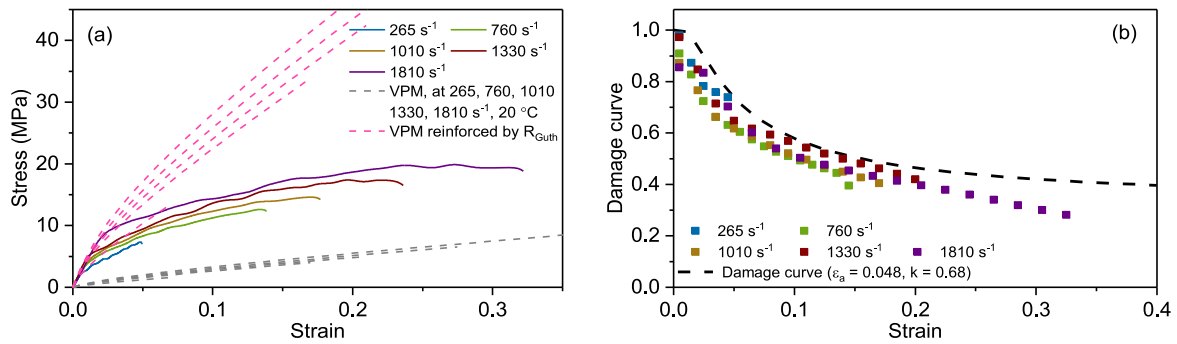 (a)
265 s⁻¹ 760 s⁻¹
1010 s⁻¹ 1330 s⁻¹
1810 s⁻¹
VPM, at 265, 760, 1010
1330, 1810 s⁻¹, 20 °C
VPM reinforced by R_Guth
Stress (MPa)
40
30
20
10
0
0.0 0.1 0.2 0.3
Strain
(b)
Damage curve
1.0
0.8
0.6
0.4
0.2
0.0
265 s⁻¹ 760 s⁻¹
1010 s⁻¹ 1330 s⁻¹ 1810 s⁻¹
Damage curve (εₐ = 0.048, k = 0.68)
0.0 0.1 0.2 0.3 0.4
Strain